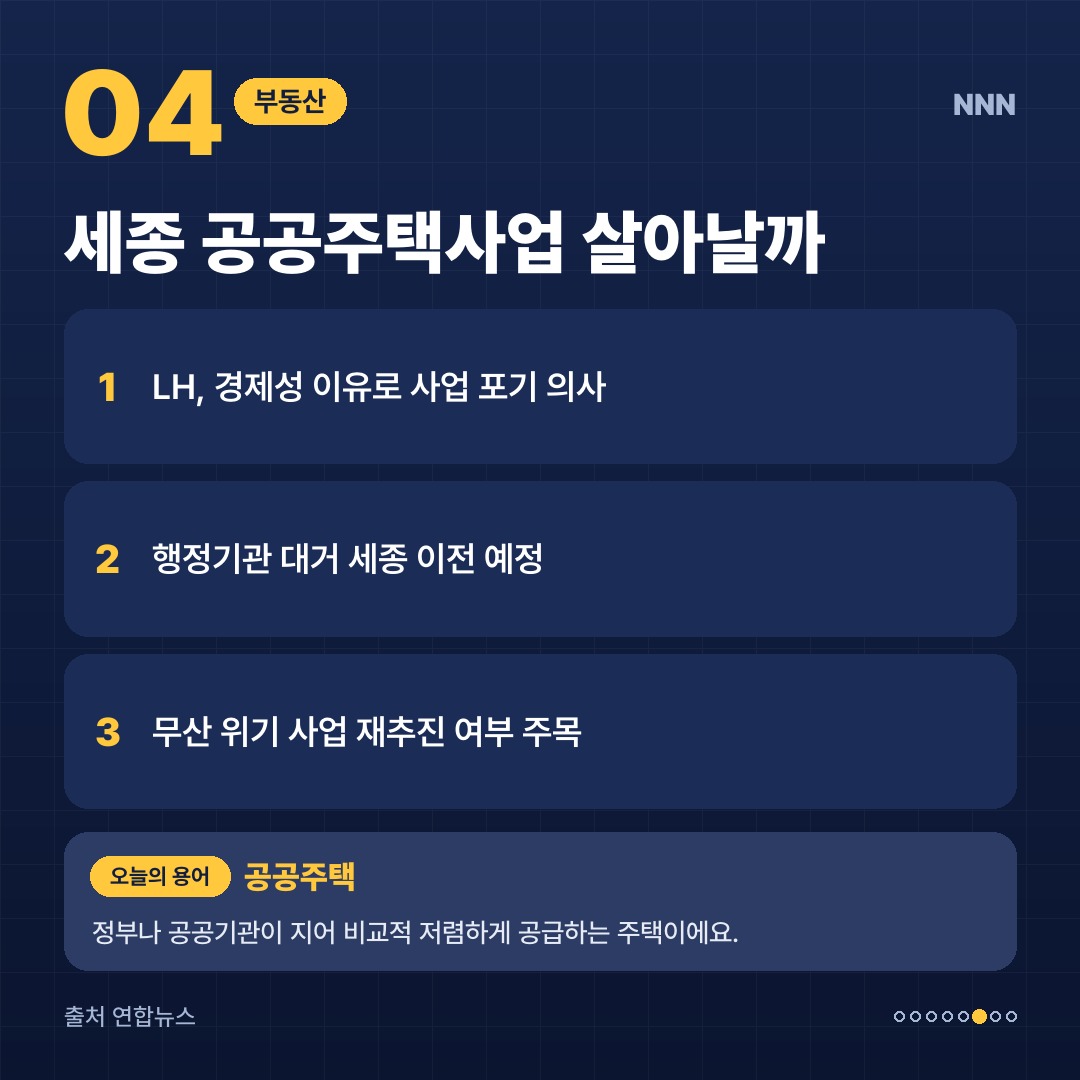 04 부동산
NNN
세종 공공주택사업 살아날까
1 LH, 경제성 이유로 사업 포기 의사
2 행정기관 대거 세종 이전 예정
3 무산 위기 사업 재추진 여부 주목
오늘의 용어 공공주택
정부나 공공기관이 지어 비교적 저렴하게 공급하는 주택이에요.
출처 연합뉴스